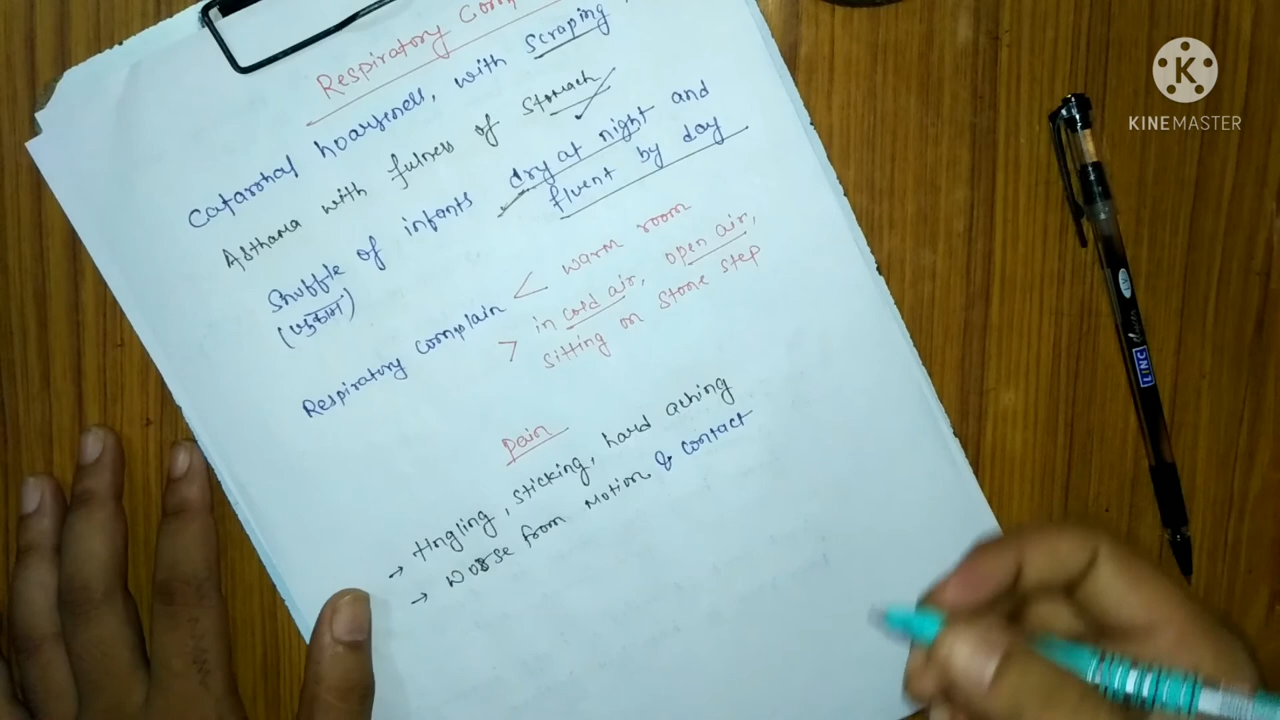 Respiratory Com
Catarrhal hoarseness, with scraping,
Asthama with fulness of stomach
Snuffle of infants dry at night and
fluent by day
Respiratory complain < warm room
> in cold air, open air,
sitting on stone step
Pain
→ tingling, sticking, hard aching
→ worse from Motion & contact
LINC
KINEMASTER